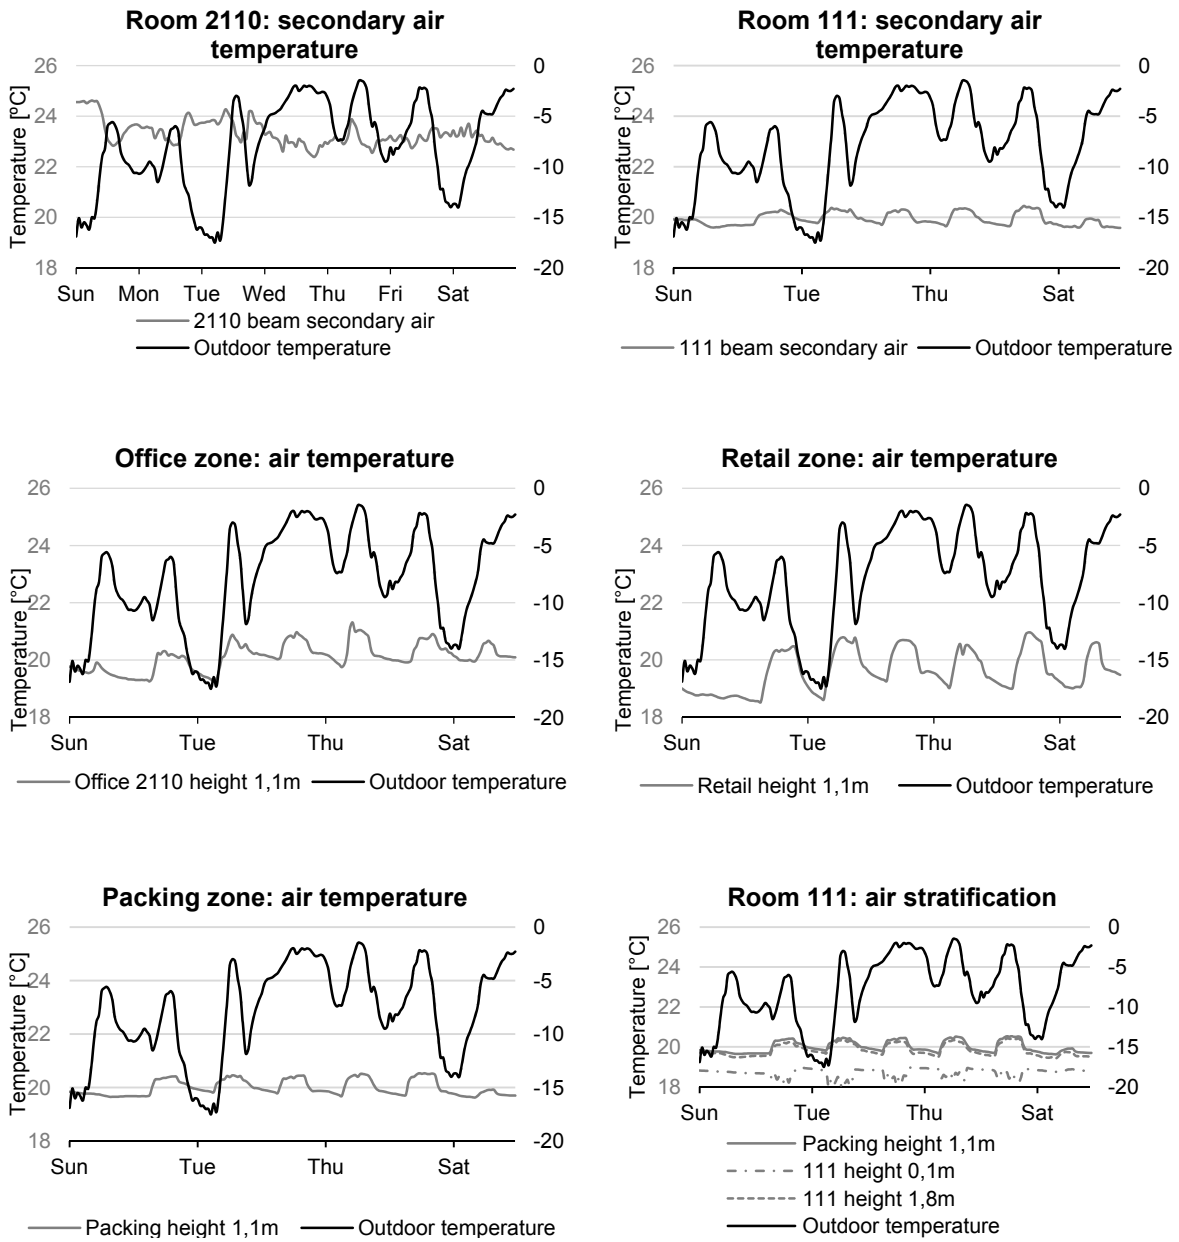 Room 2110: secondary air
temperature
Temperature [ºC]
26
24
22
20
18
0
-5
-10
-15
-20
Sun Mon Tue Wed Thu Fri Sat
2110 beam secondary air
Outdoor temperature
Room 111: secondary air
temperature
Temperature [°C]
26
24
22
20
18
0
-5
-10
-15
-20
Sun Tue Thu Sat
111 beam secondary air Outdoor temperature
Office zone: air temperature
Temperature [°C]
26
24
22
20
18
0
-5
-10
-15
-20
Sun Tue Thu Sat
Office 2110 height 1,1m Outdoor temperature
Retail zone: air temperature
Temperature [°C]
26
24
22
20
18
0
-5
-10
-15
-20
Sun Tue Thu Sat
Retail height 1,1m Outdoor temperature
Packing zone: air temperature
Temperature [°C]
26
24
22
20
18
0
-5
-10
-15
-20
Sun Tue Thu Sat
Packing height 1,1m Outdoor temperature
Room 111: air stratification
Temperature [°C]
26
24
22
20
18
0
-5
-10
-15
-20
Sun Tue Thu Sat
Packing height 1,1m
111 height 0,1m
111 height 1,8m
Outdoor temperature